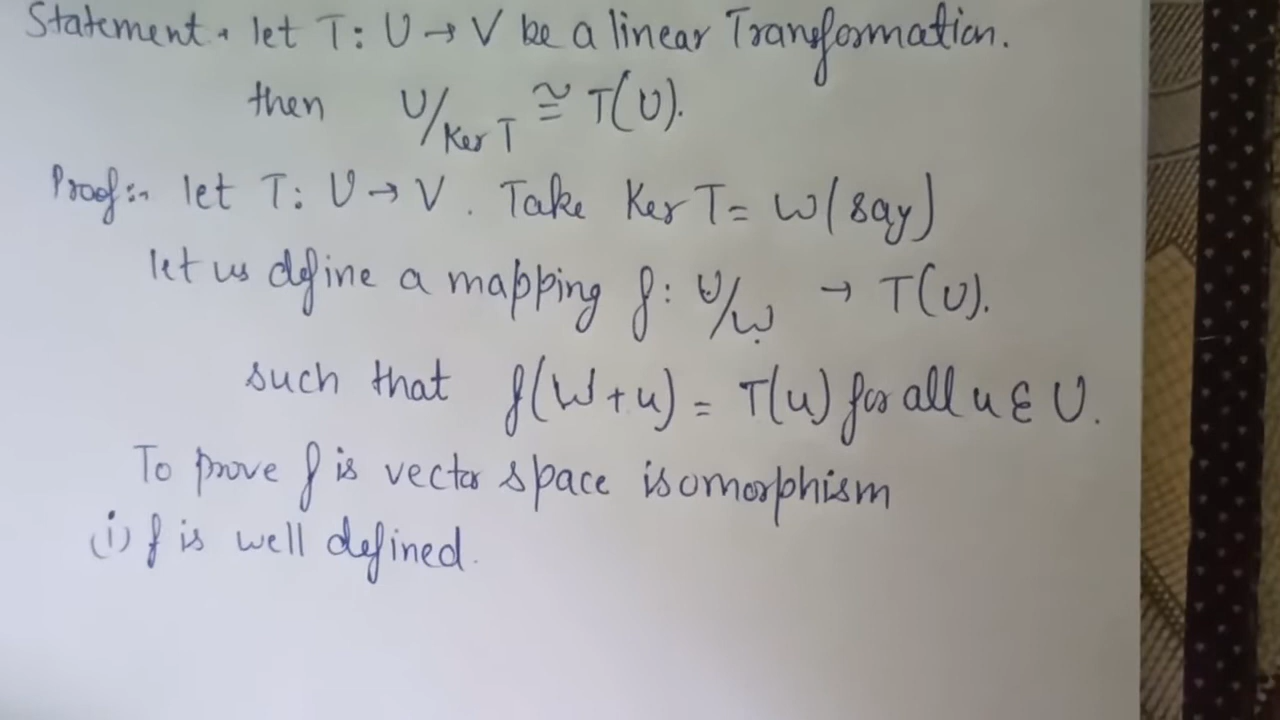 Statement. let T: U → V be a linear Transformation.
then U/Ker T ≅ T(U).
Proof:- let T: U → V. Take Ker T = W (say)
let us define a mapping f: U/W → T(U).
such that f(W+u) = T(u) for all u ∈ U.
To prove f is vector space isomorphism
(i) f is well defined.